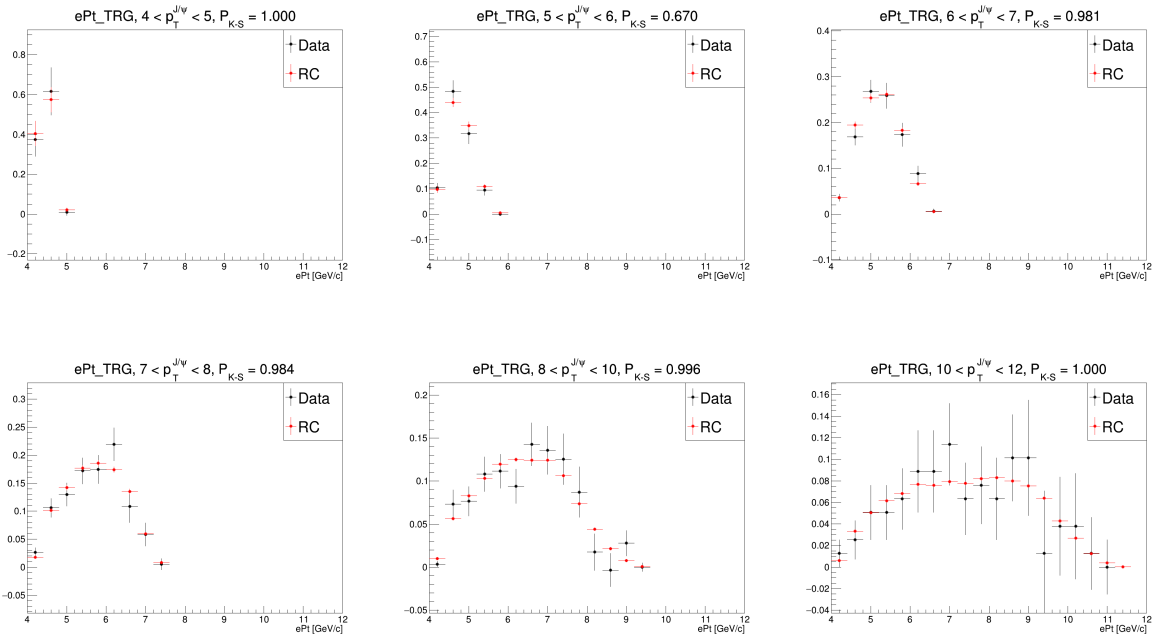 ePt_TRG, 4 < p_T^{J/ψ} < 5, P_{K-S} = 1.000
Data
RC
0.8
0.6
0.4
0.2
0
−0.2
4 5 6 7 8 9 10 11 12
ePt [GeV/c]
ePt_TRG, 5 < p_T^{J/ψ} < 6, P_{K-S} = 0.670
Data
RC
0.7
0.6
0.5
0.4
0.3
0.2
0.1
0
−0.1
4 5 6 7 8 9 10 11 12
ePt [GeV/c]
ePt_TRG, 6 < p_T^{J/ψ} < 7, P_{K-S} = 0.981
Data
RC
0.4
0.3
0.2
0.1
0
−0.1
4 5 6 7 8 9 10 11 12
ePt [GeV/c]
ePt_TRG, 7 < p_T^{J/ψ} < 8, P_{K-S} = 0.984
Data
RC
0.3
0.25
0.2
0.15
0.1
0.05
0
−0.05
4 5 6 7 8 9 10 11 12
ePt [GeV/c]
ePt_TRG, 8 < p_T^{J/ψ} < 10, P_{K-S} = 0.996
Data
RC
0.2
0.15
0.1
0.05
0
−0.05
4 5 6 7 8 9 10 11 12
ePt [GeV/c]
ePt_TRG, 10 < p_T^{J/ψ} < 12, P_{K-S} = 1.000
Data
RC
0.16
0.14
0.12
0.1
0.08
0.06
0.04
0.02
0
−0.02
−0.04
4 5 6 7 8 9 10 11 12
ePt [GeV/c]